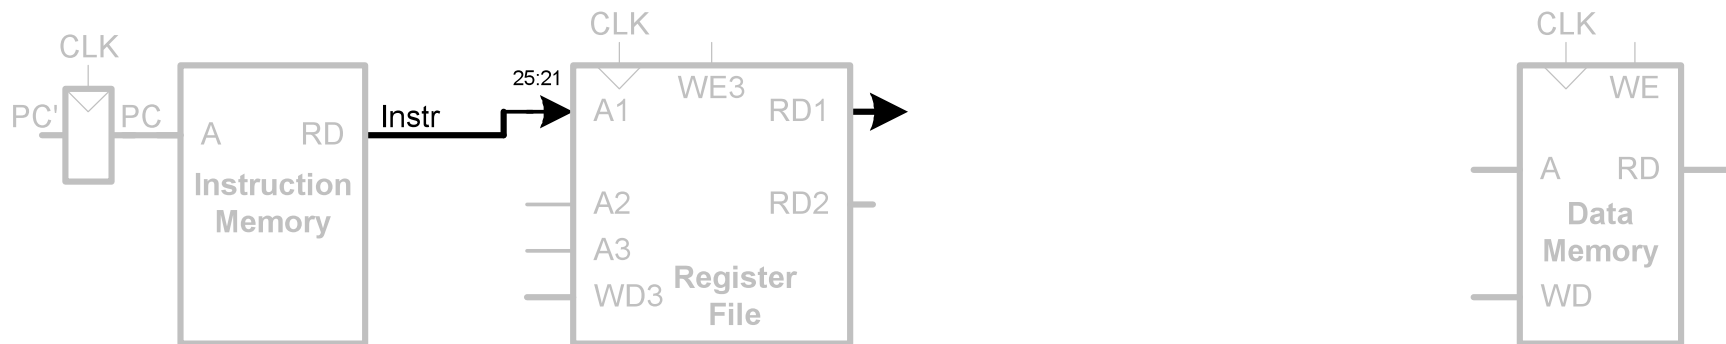 CLK
PC'
PC
A
RD
Instruction
Memory
Instr
25:21
CLK
WE3
A1
RD1
A2
RD2
A3
WD3
Register
File
CLK
WE
A
RD
Data
Memory
WD